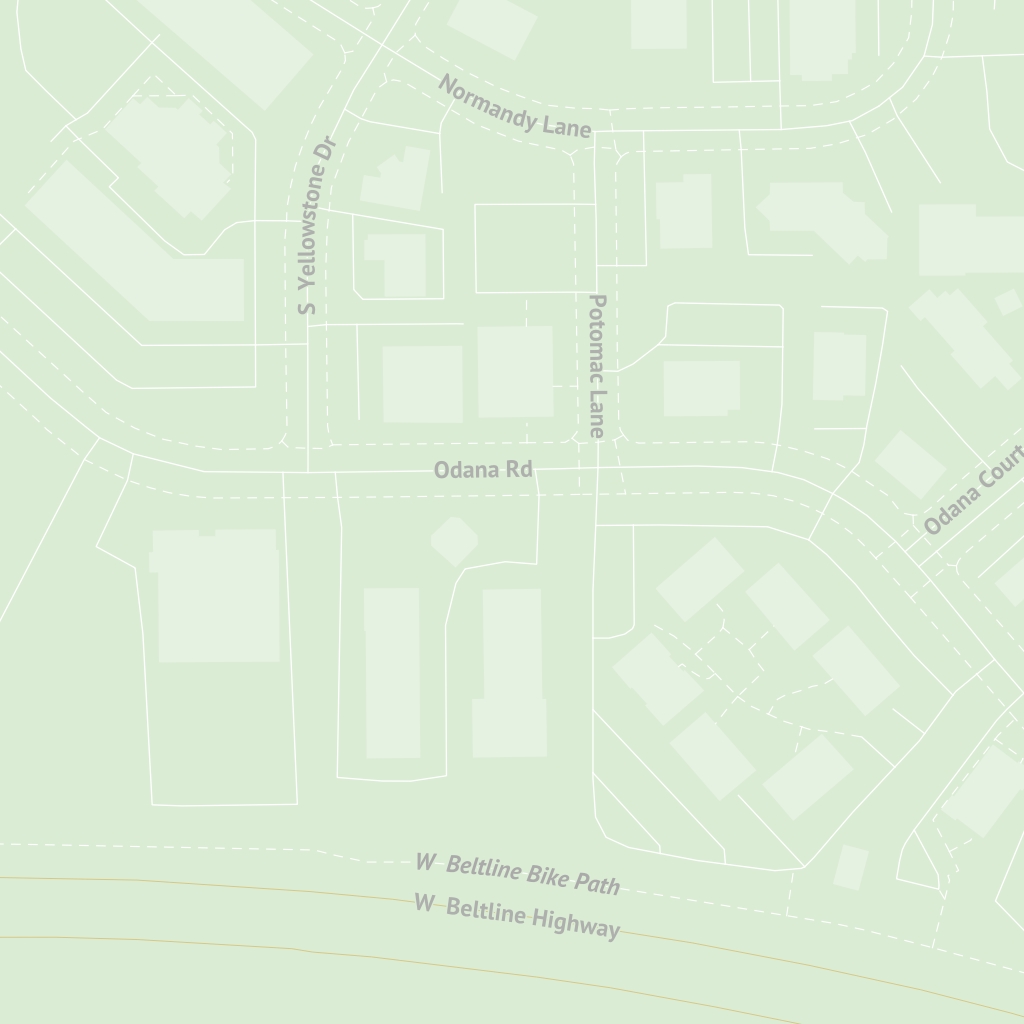 Normandy Lane
S Yellowstone Dr
Potomac Lane
Odana Rd
Odana Court
W Beltline Bike Path
W Beltline Highway